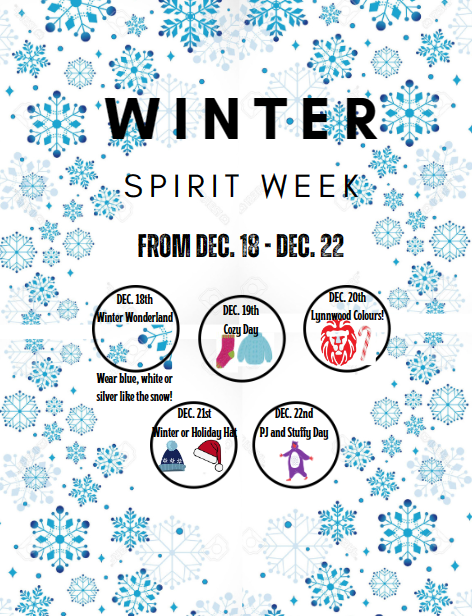 WINTER
SPIRIT WEEK
FROM DEC. 18 - DEC. 22
DEC. 18th
Winter Wonderland
Wear blue, white or
silver like the snow!
DEC. 19th
Cozy Day
DEC. 20th
Lynnwood Colours!
DEC. 21st
Winter or Holiday Hat
DEC. 22nd
PJ and Stuffy Day